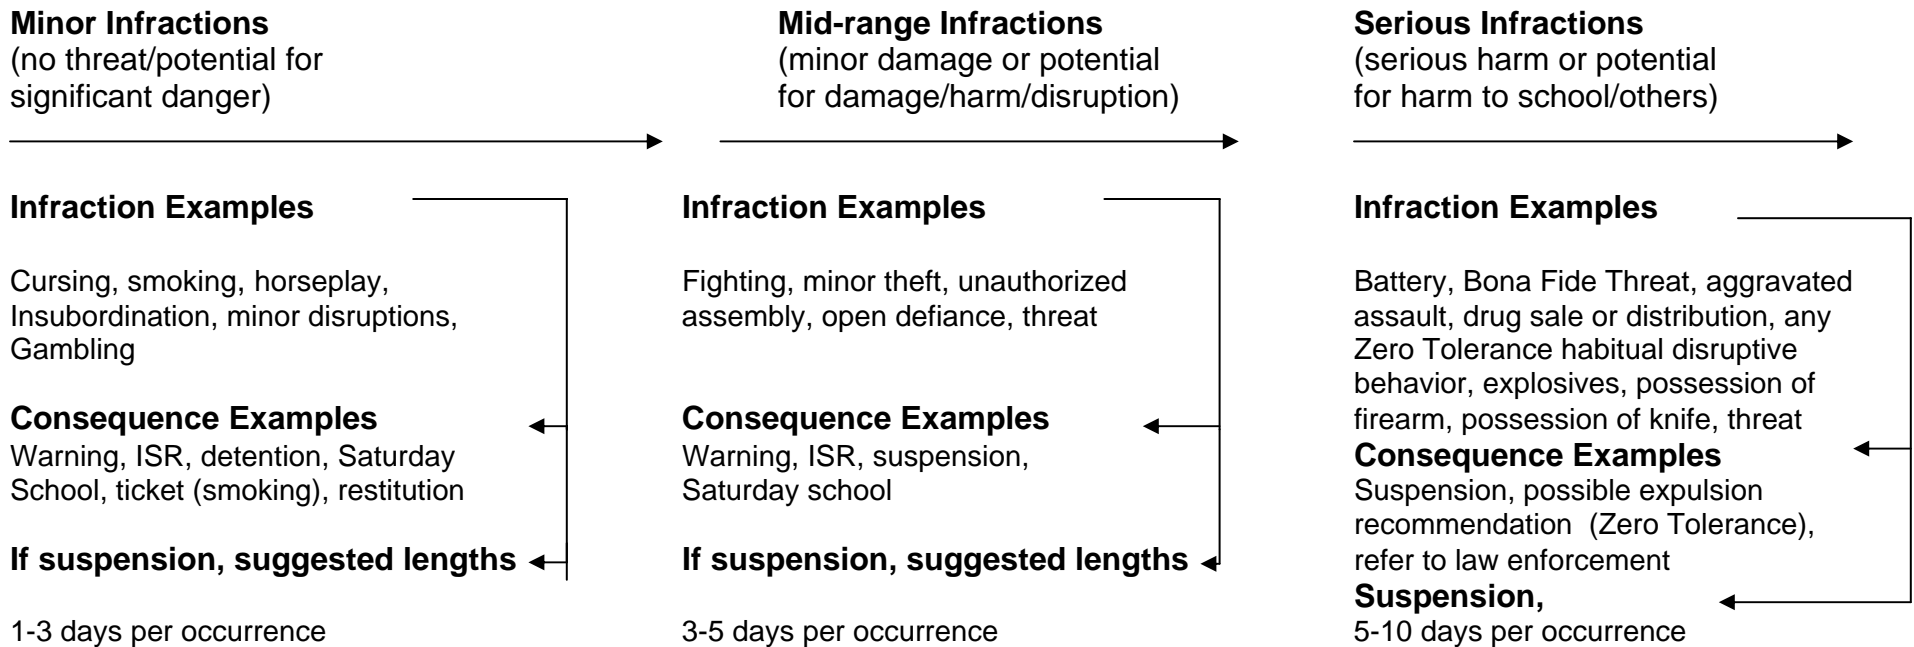 Minor Infractions
(no threat/potential for
significant danger)
Infraction Examples
Cursing, smoking, horseplay,
Insubordination, minor disruptions,
Gambling
Consequence Examples
Warning, ISR, detention, Saturday
School, ticket (smoking), restitution
If suspension, suggested lengths
1-3 days per occurrence
Mid-range Infractions
(minor damage or potential
for damage/harm/disruption)
Infraction Examples
Fighting, minor theft, unauthorized
assembly, open defiance, threat
Consequence Examples
Warning, ISR, suspension,
Saturday school
If suspension, suggested lengths
3-5 days per occurrence
Serious Infractions
(serious harm or potential
for harm to school/others)
Infraction Examples
Battery, Bona Fide Threat, aggravated
assault, drug sale or distribution, any
Zero Tolerance habitual disruptive
behavior, explosives, possession of
firearm, possession of knife, threat
Consequence Examples
Suspension, possible expulsion
recommendation (Zero Tolerance),
refer to law enforcement
Suspension,
5-10 days per occurrence